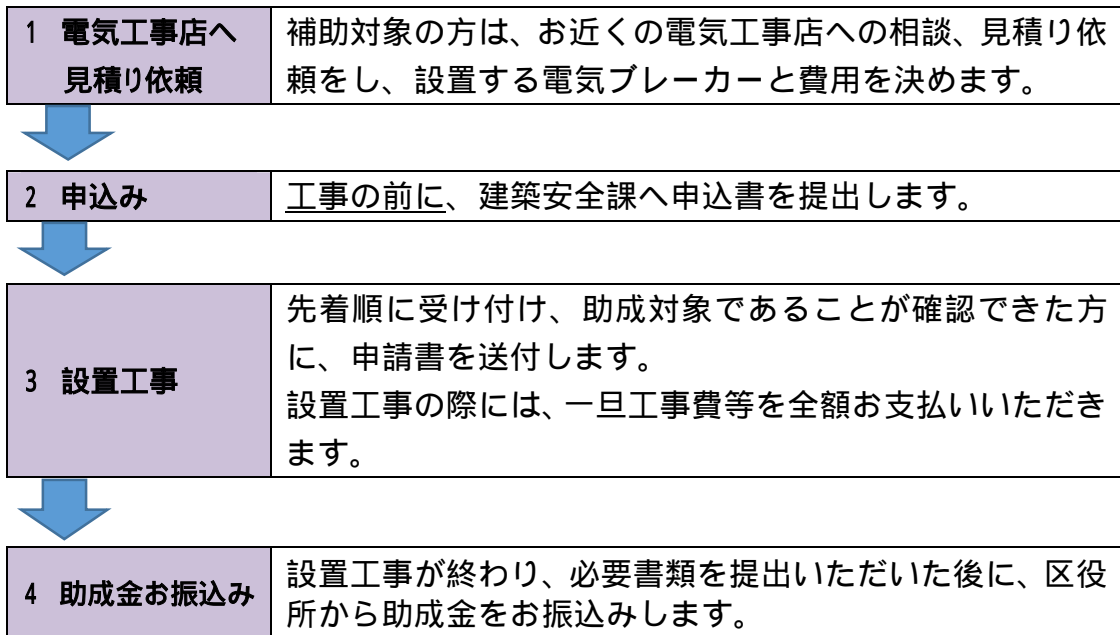 1 電気工事店へ
見積り依頼
補助対象の方は、お近くの電気工事店への相談、見積り依
頼をし、設置する電気ブレーカーと費用を決めます。
2 申込み
工事の前に、建築安全課へ申込書を提出します。
3 設置工事
先着順に受け付け、助成対象であることが確認できた方
に、申請書を送付します。
設置工事の際には、一旦工事費等を全額お支払いいただき
ます。
4 助成金お振込み
設置工事が終わり、必要書類を提出いただいた後に、区役
所から助成金をお振込みします。